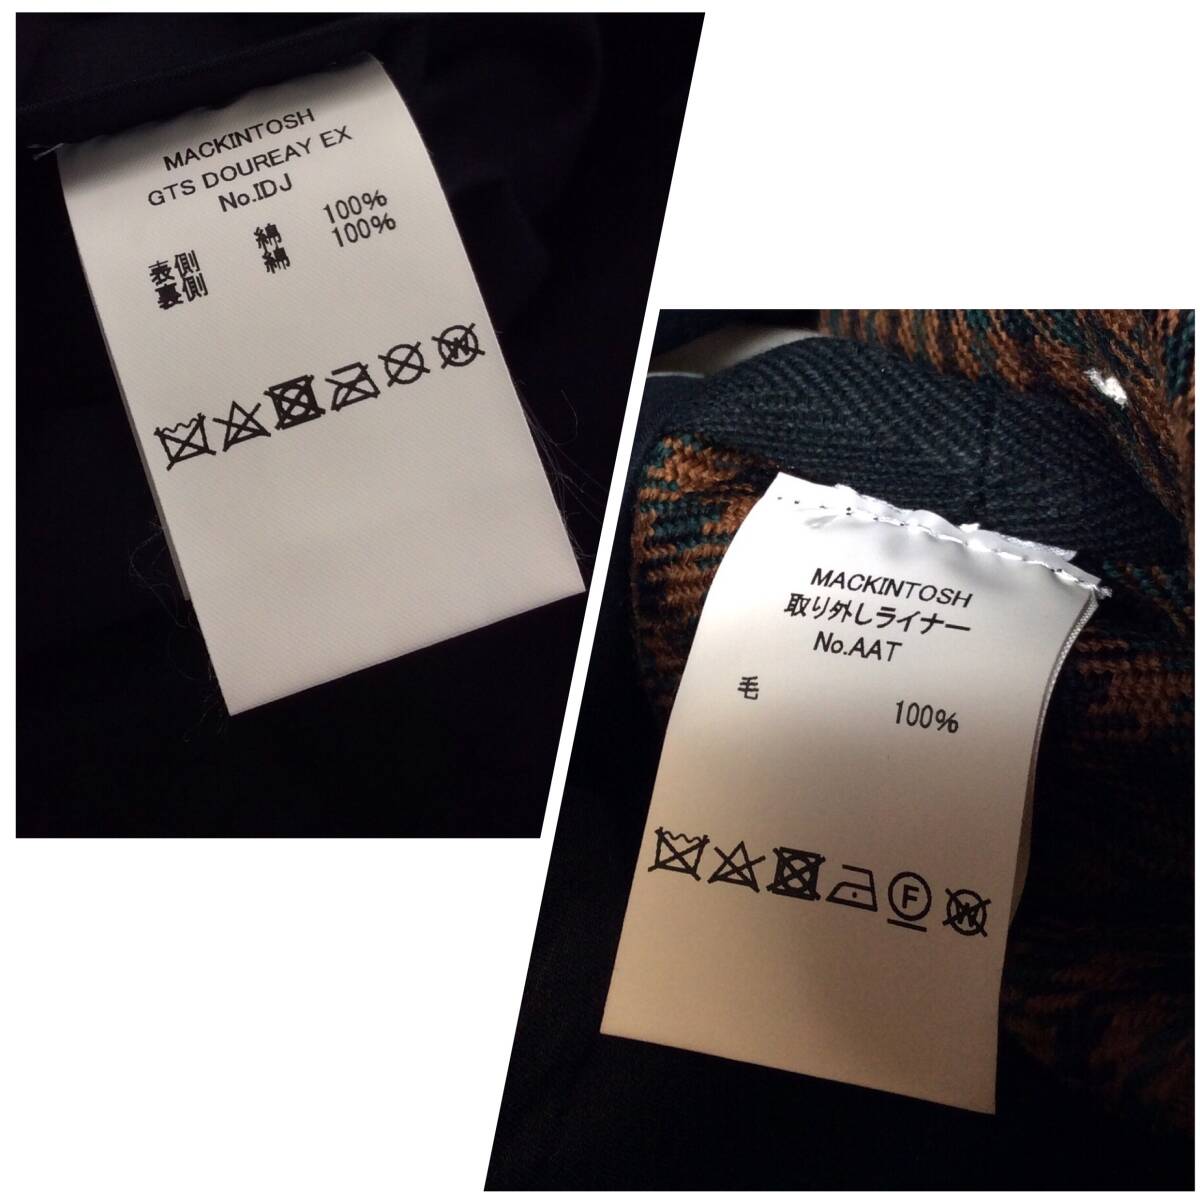 MACKINTOSH
GTS DOUREAY EX
No.IDJ
表側 綿 100%
裏側 綿 100%
W
MACKINTOSH
取り外しライナー
No.AAT
毛 100%
F W